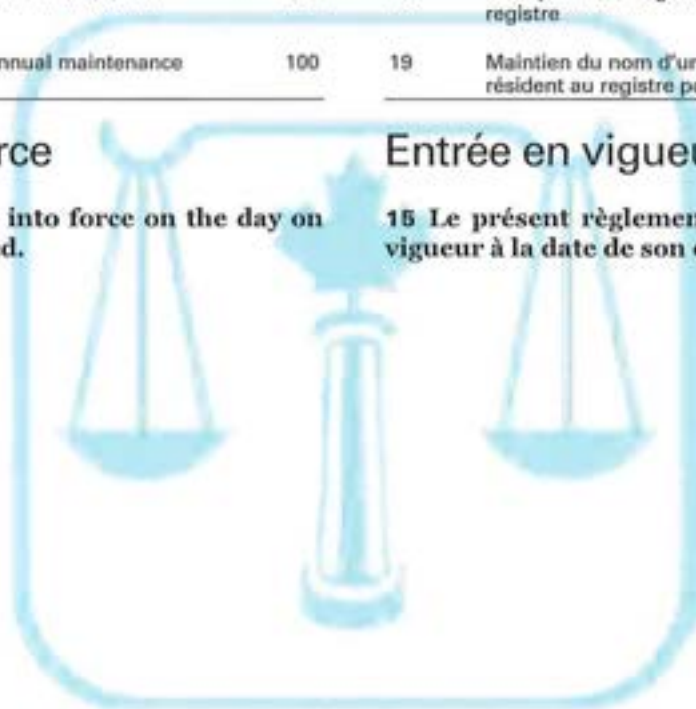 nnual maintenance 100
rce
into force on the day on
d.
registre
19 Maintien du nom d'un
résident au registre pa
Entrée en vigueu
15 Le présent règlemen
vigueur à la date de son